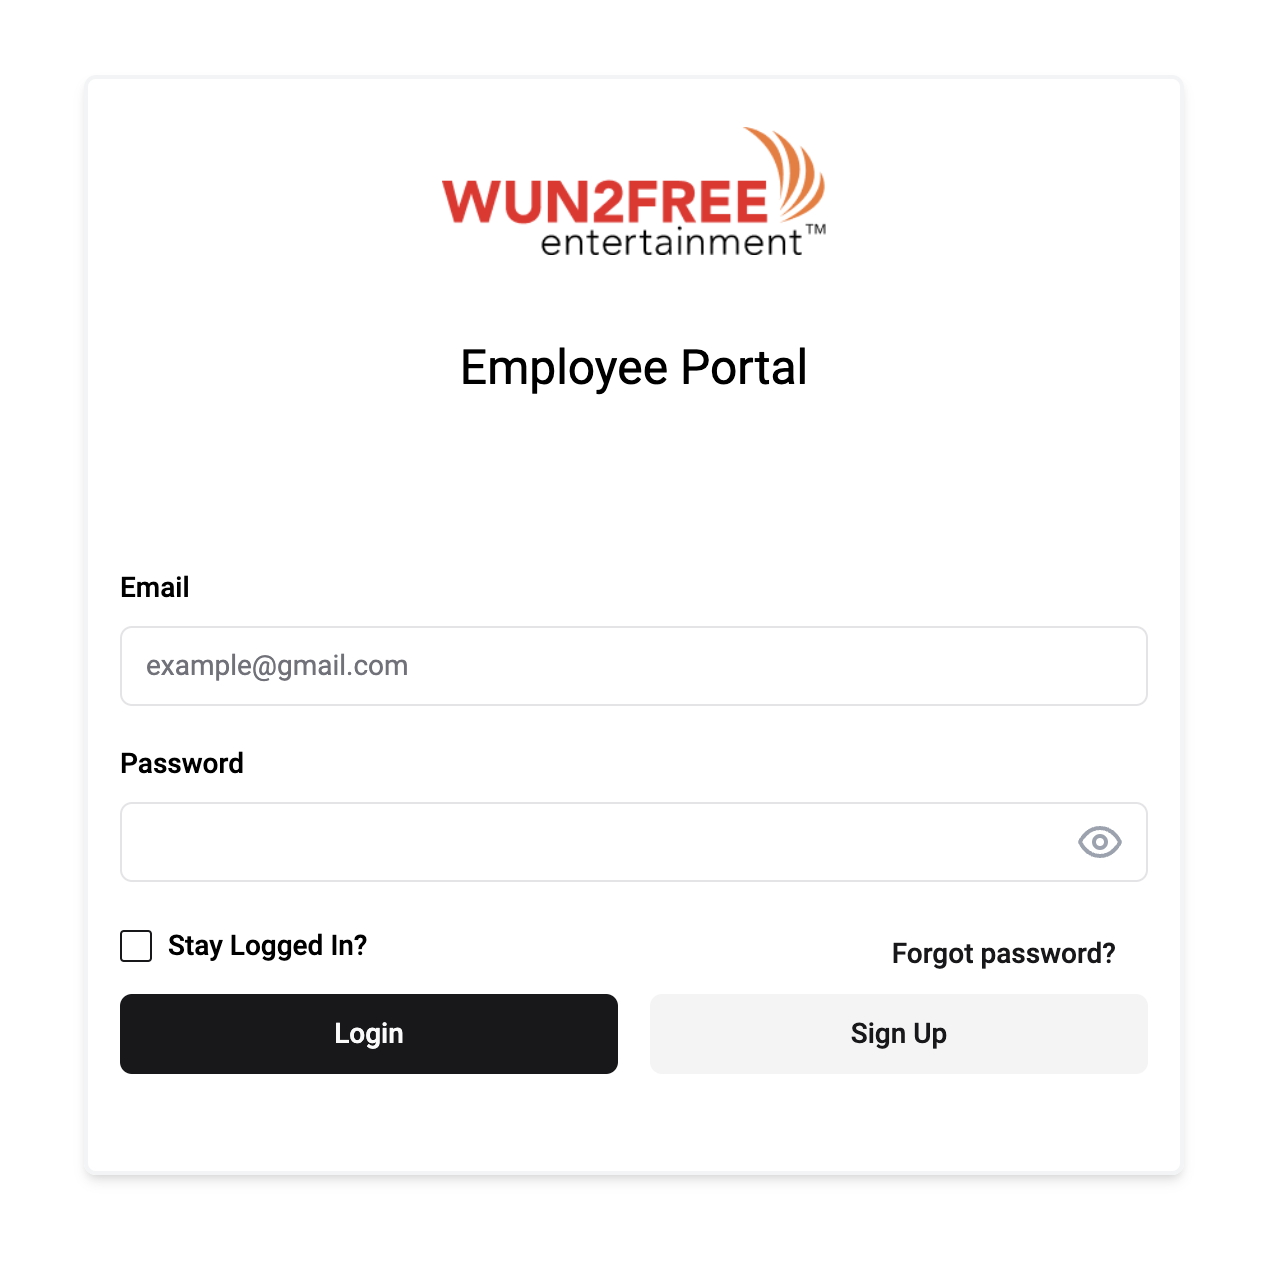 WUN2FREE
entertainment™
Employee Portal
Email
example@gmail.com
Password
Stay Logged In?
Forgot password?
Login
Sign Up